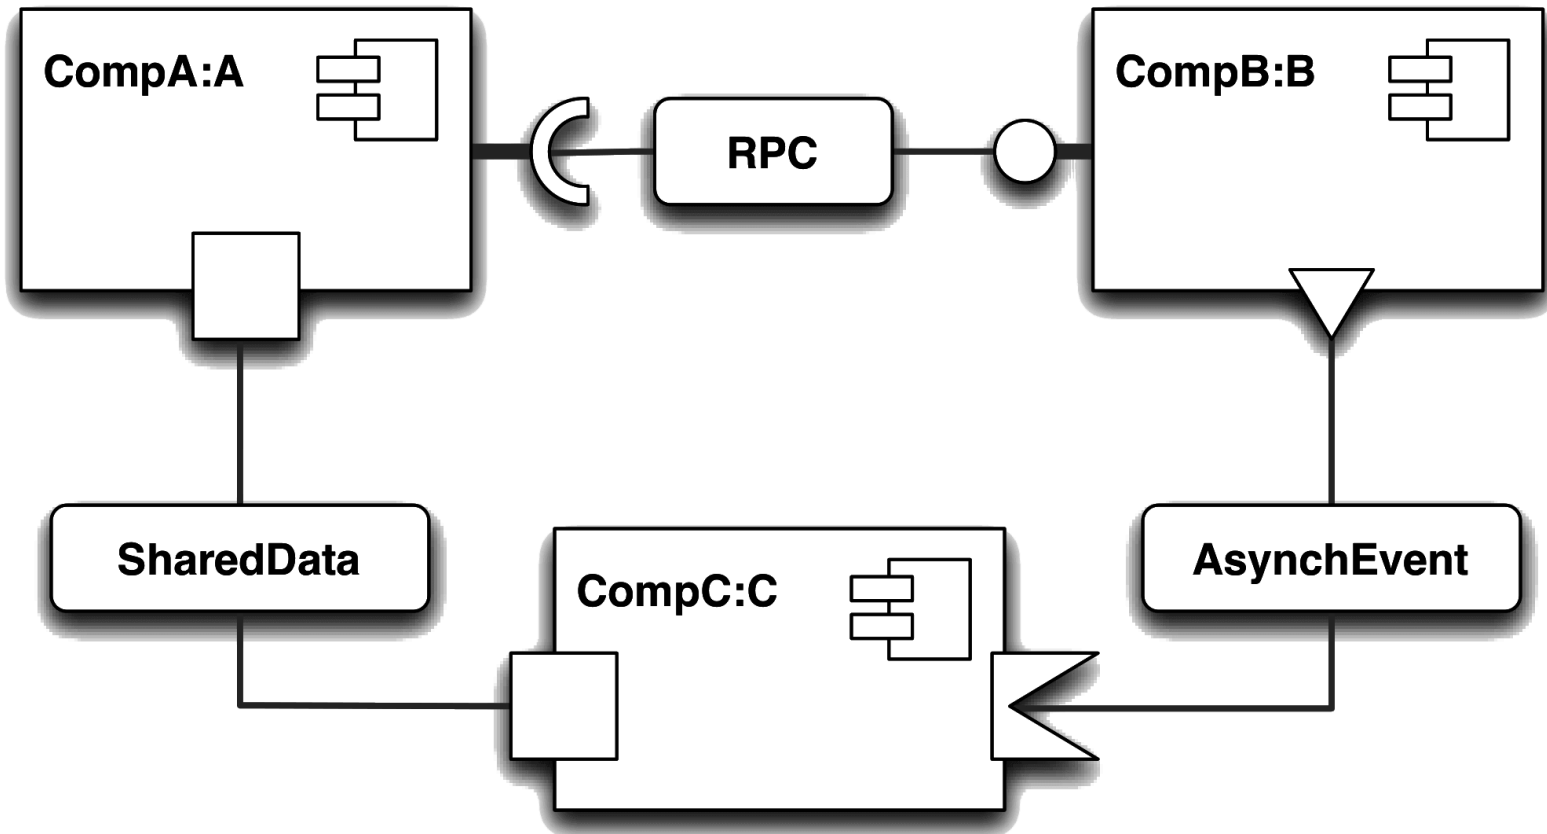 CompA:A
RPC
CompB:B
SharedData
CompC:C
AsynchEvent